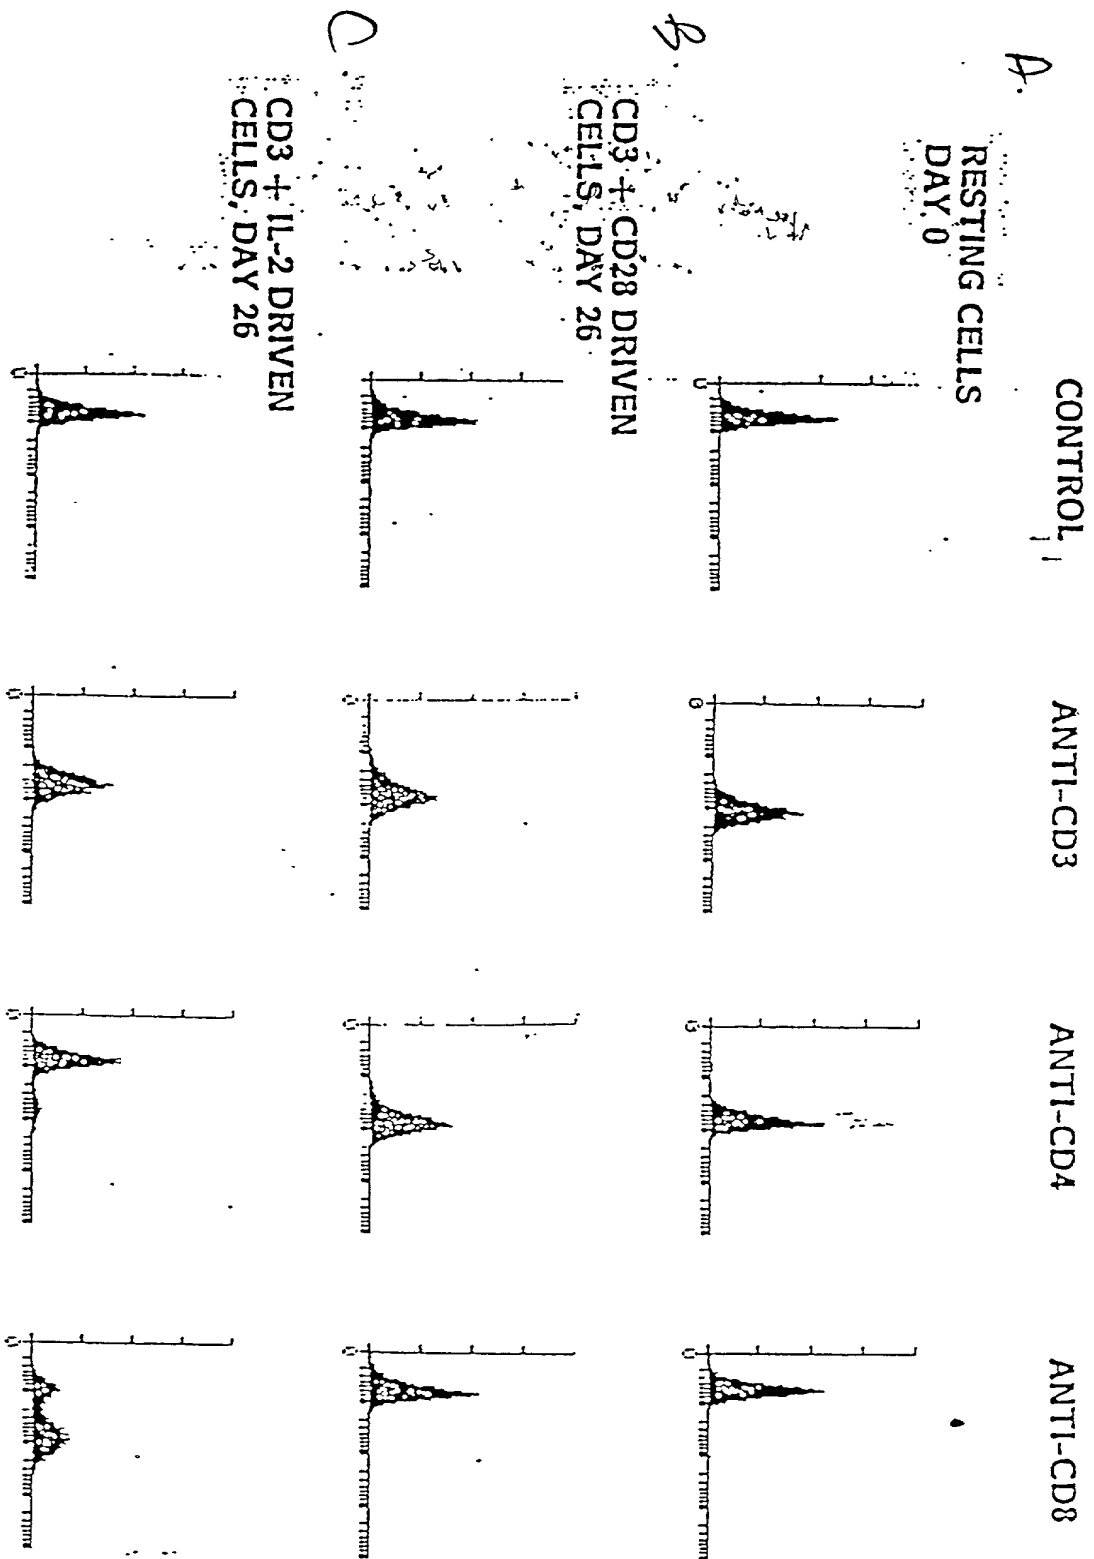 CONTROL
ANTI-CD3
ANTI-CD4
ANTI-CD8
A.
RESTING CELLS
DAY 0
B.
CD3 + CD28 DRIVEN
CELLS, DAY 26
C.
CD3 + IL-2 DRIVEN
CELLS, DAY 26